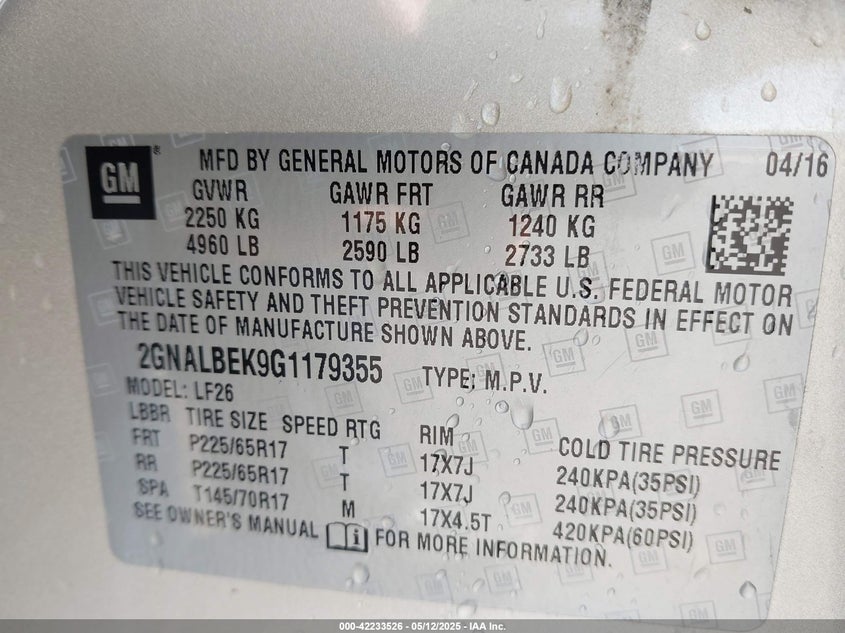 GM ® MFD BY GENERAL MOTORS OF CANADA COMPANY 04/16
GVWR GAWR FRT GAWR RR
2250 KG 1175 KG 1240 KG
4960 LB 2590 LB 2733 LB
THIS VEHICLE CONFORMS TO ALL APPLICABLE U.S. FEDERAL MOTOR
VEHICLE SAFETY AND THEFT PREVENTION STANDARDS IN EFFECT ON
THE DATE OF MANUFACTURE SHOWN ABOVE.
2GNALBEK9G1179355 TYPE: M.P.V.
MODEL: LF26
LBBR TIRE SIZE SPEED RTG RIM COLD TIRE PRESSURE
FRT P225/65R17 T 17X7J 240KPA(35PSI)
RR P225/65R17 T 17X7J 240KPA(35PSI)
SPA T145/70R17 M 17X4.5T 420KPA(60PSI)
SEE OWNER'S MANUAL FOR MORE INFORMATION.
000-42233526 - 05/12/2025 - IAA Inc.